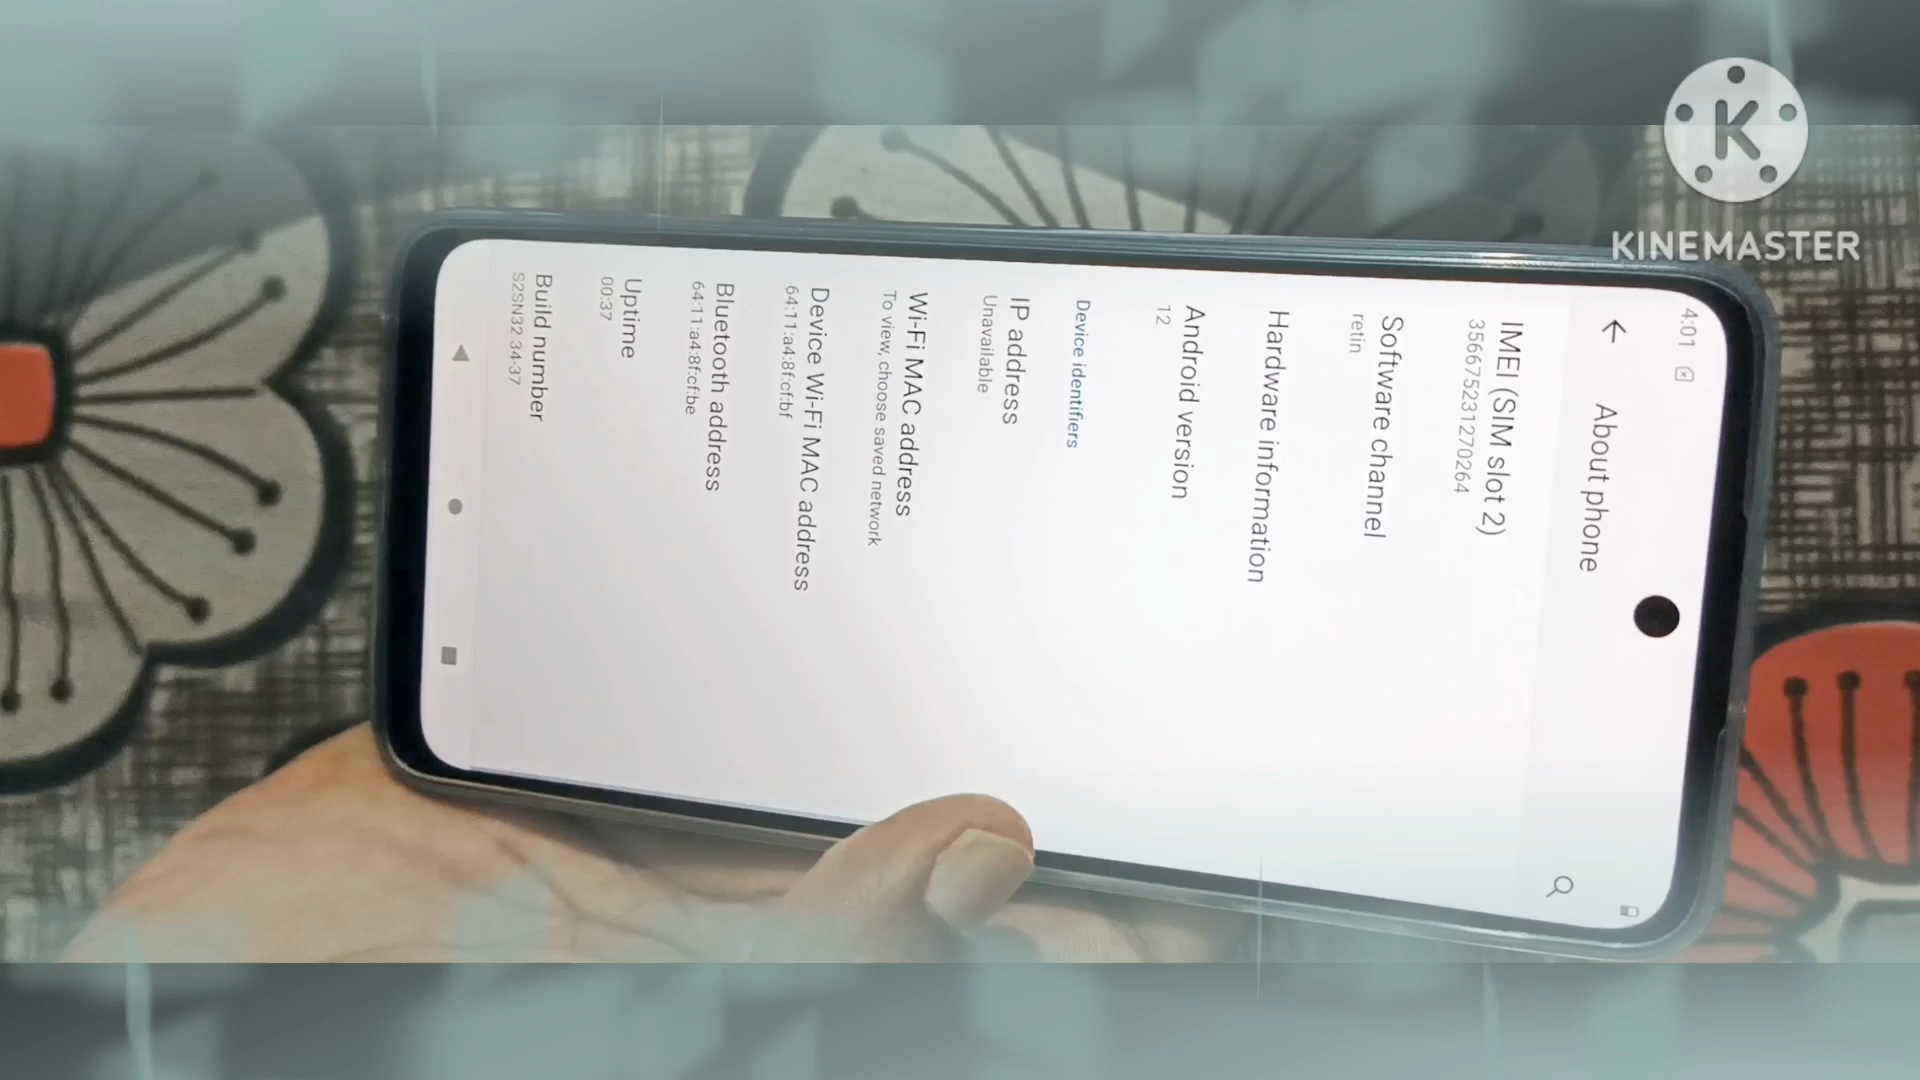 KINEMASTER
4:01
About phone
IMEI (SIM slot 2)
356675231270264
Software channel
retin
Hardware information
Android version
12
Device identifiers
IP address
Unavailable
Wi-Fi MAC address
To view, choose saved network
Device Wi-Fi MAC address
64:11:a4:8f:cf:bf
Bluetooth address
64:11:a4:8f:cf:be
Uptime
00:37
Build number
S2SN32.34-37